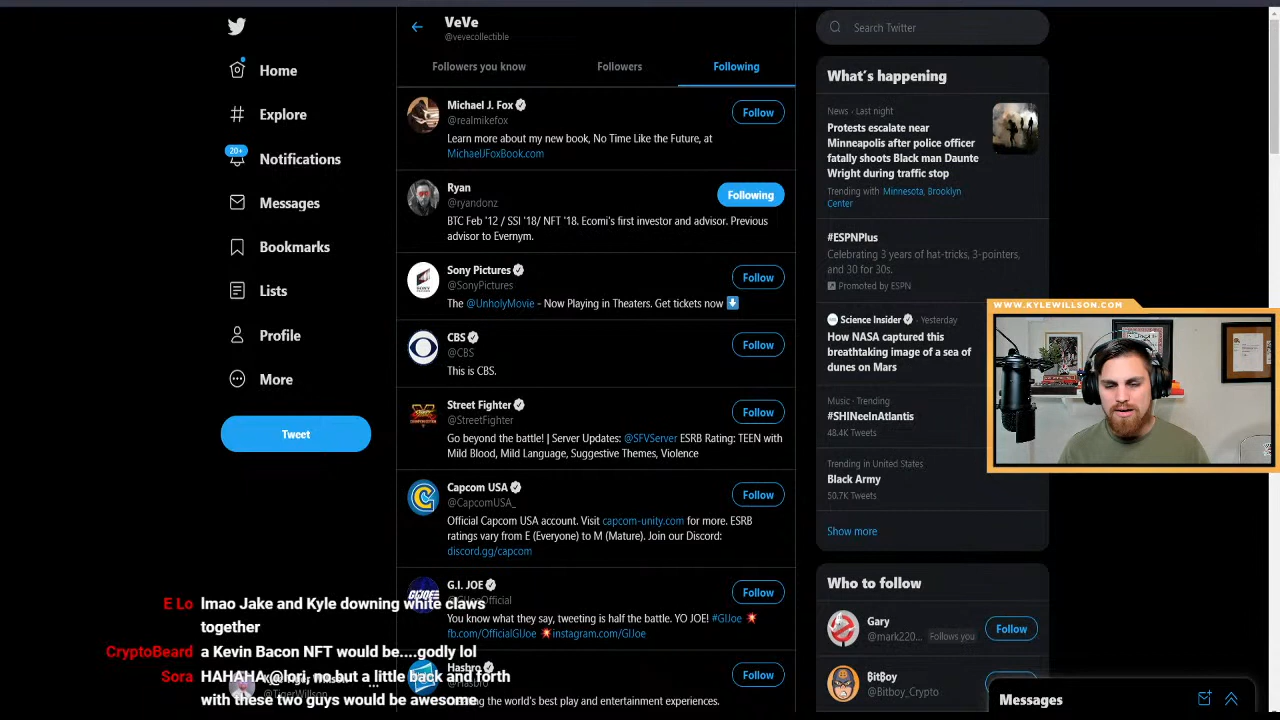 VeVe
@vevecollectible
Followers you know
Followers
Following
Home
Explore
20+
Notifications
Messages
Bookmarks
Lists
Profile
More
Tweet
Michael J. Fox
@realmikefox
Follow
Learn more about my new book, No Time Like the Future, at
MichaelJFoxBook.com
Ryan
@ryandonz
Following
BTC Feb '12 / SSI '18/ NFT '18. Ecomi's first investor and advisor. Previous
advisor to Evernym.
Sony Pictures
@SonyPictures
Follow
The @UnholyMovie - Now Playing in Theaters. Get tickets now
CBS
@CBS
Follow
This is CBS.
Street Fighter
@StreetFighter
Follow
Go beyond the battle! | Server Updates: @SFVServer ESRB Rating: TEEN with
Mild Blood, Mild Language, Suggestive Themes, Violence
Capcom USA
@CapcomUSA_
Follow
Official Capcom USA account. Visit capcom-unity.com for more. ESRB
ratings vary from E (Everyone) to M (Mature). Join our Discord:
discord.gg/capcom
G.I. JOE
Follow
You know what they say, tweeting is half the battle. YO JOE! #GIJoe
fb.com/OfficialGIJoe instagram.com/GIJoe
Hasbro
Follow
the world's best play and entertainment experiences.
Search Twitter
What's happening
News · Last night
Protests escalate near
Minneapolis after police officer
fatally shoots Black man Daunte
Wright during traffic stop
Trending with Minnesota, Brooklyn
Center
#ESPNPlus
Celebrating 3 years of hat-tricks, 3-pointers,
and 30 for 30s.
Promoted by ESPN
Science Insider · Yesterday
How NASA captured this
breathtaking image of a sea of
dunes on Mars
Music · Trending
#SHINeeInAtlantis
48.4K Tweets
Trending in United States
Black Army
50.7K Tweets
Show more
Who to follow
Gary
@mark220... Follows you
Follow
BitBoy
@Bitboy_Crypto
Messages
WWW.KYLEWILLSON.COM
E Lo lmao Jake and Kyle downing white claws
together
CryptoBeard a Kevin Bacon NFT would be....godly lol
Sora HAHAHA @lori, no but a little back and forth
with these two guys would be awesome
@TigerWillson